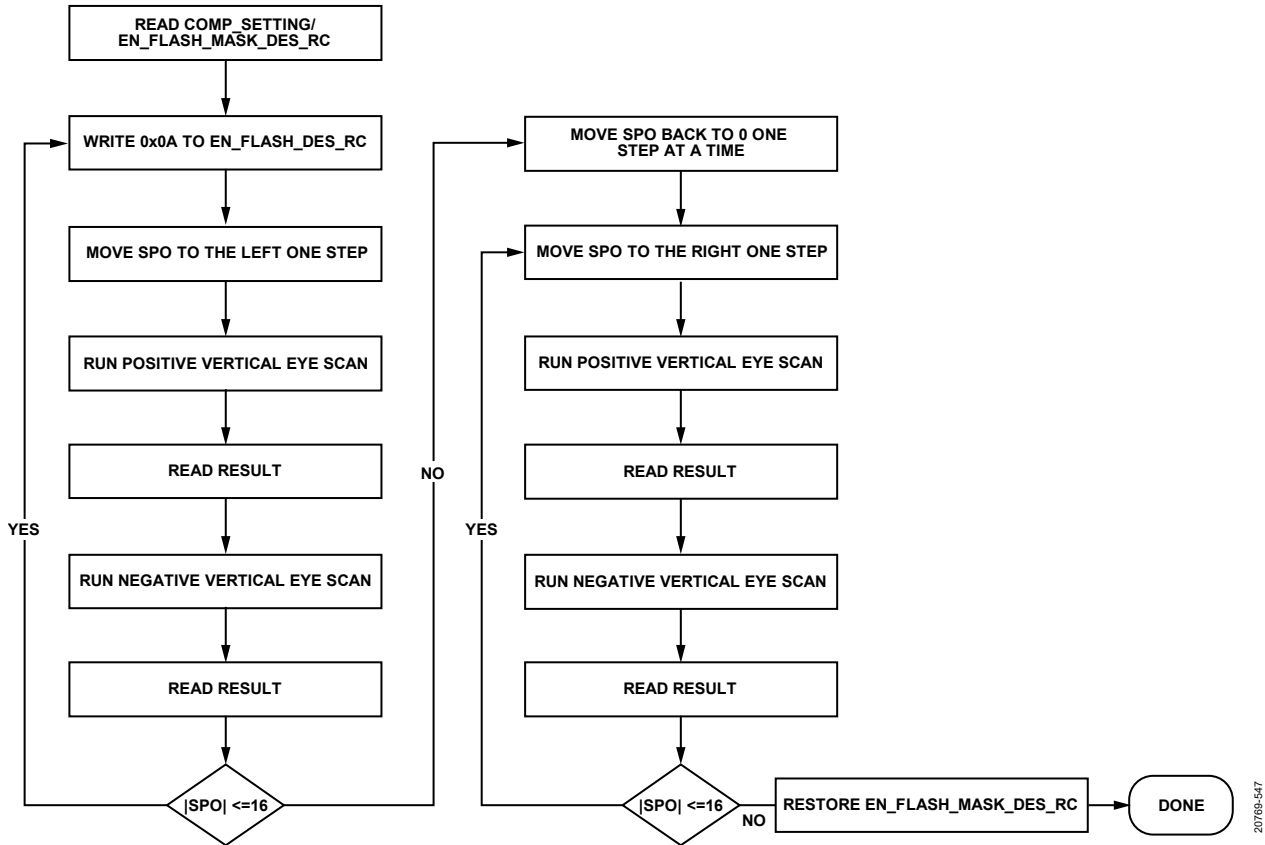 READ COMP_SETTING/
EN_FLASH_MASK_DES_RC
WRITE 0x0A TO EN_FLASH_DES_RC
MOVE SPO TO THE LEFT ONE STEP
RUN POSITIVE VERTICAL EYE SCAN
READ RESULT
RUN NEGATIVE VERTICAL EYE SCAN
READ RESULT
|SPO| <=16
YES
NO
MOVE SPO BACK TO 0 ONE
STEP AT A TIME
MOVE SPO TO THE RIGHT ONE STEP
RUN POSITIVE VERTICAL EYE SCAN
READ RESULT
RUN NEGATIVE VERTICAL EYE SCAN
READ RESULT
|SPO| <=16
YES
NO
RESTORE EN_FLASH_MASK_DES_RC
DONE
20769-547